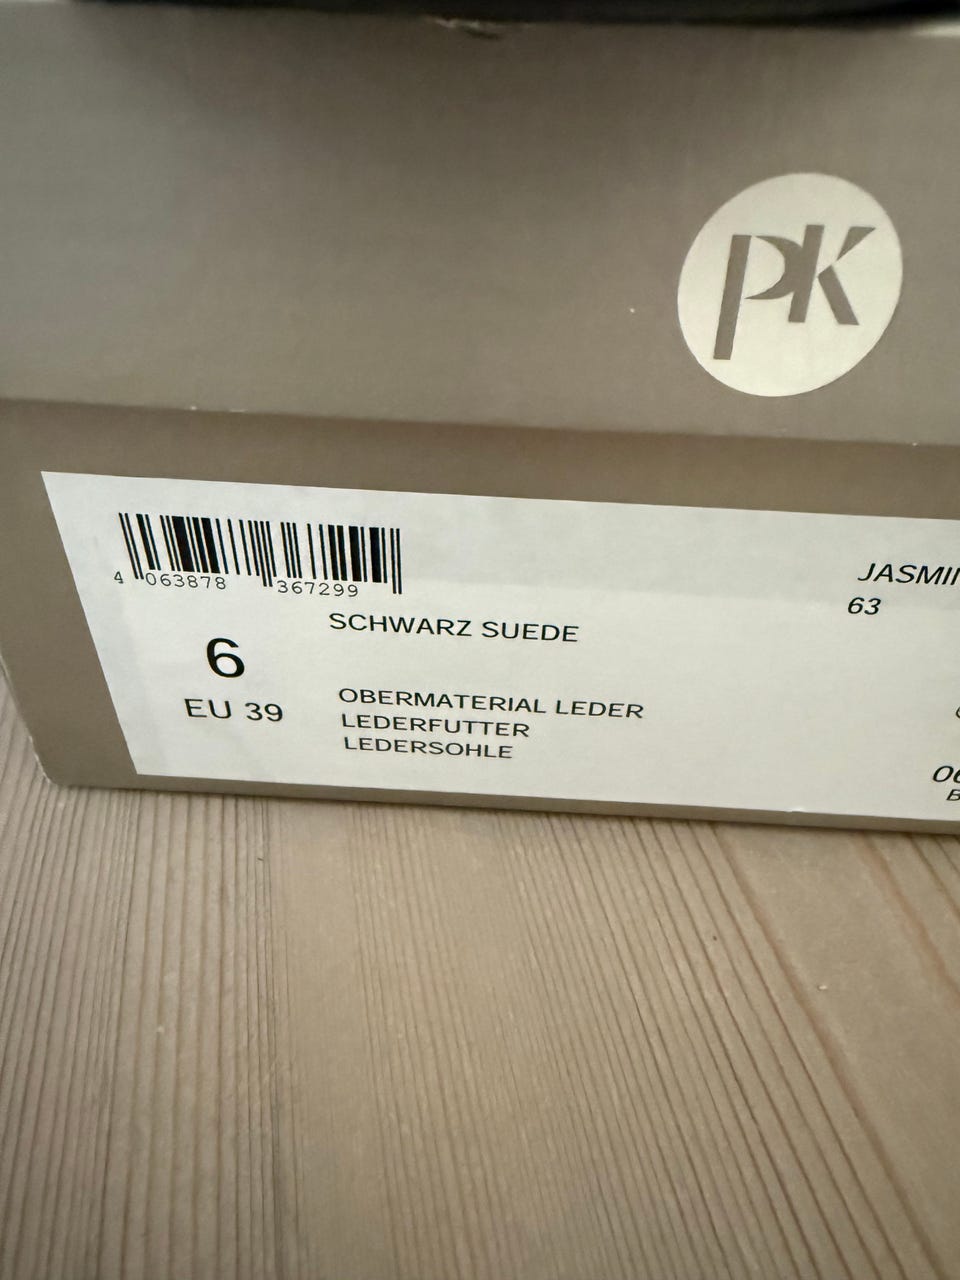 PK
4 063878 367299
JASMIN
63
SCHWARZ SUEDE
6
EU 39
OBERMATERIAL LEDER
LEDERFUTTER
LEDERSOHLE